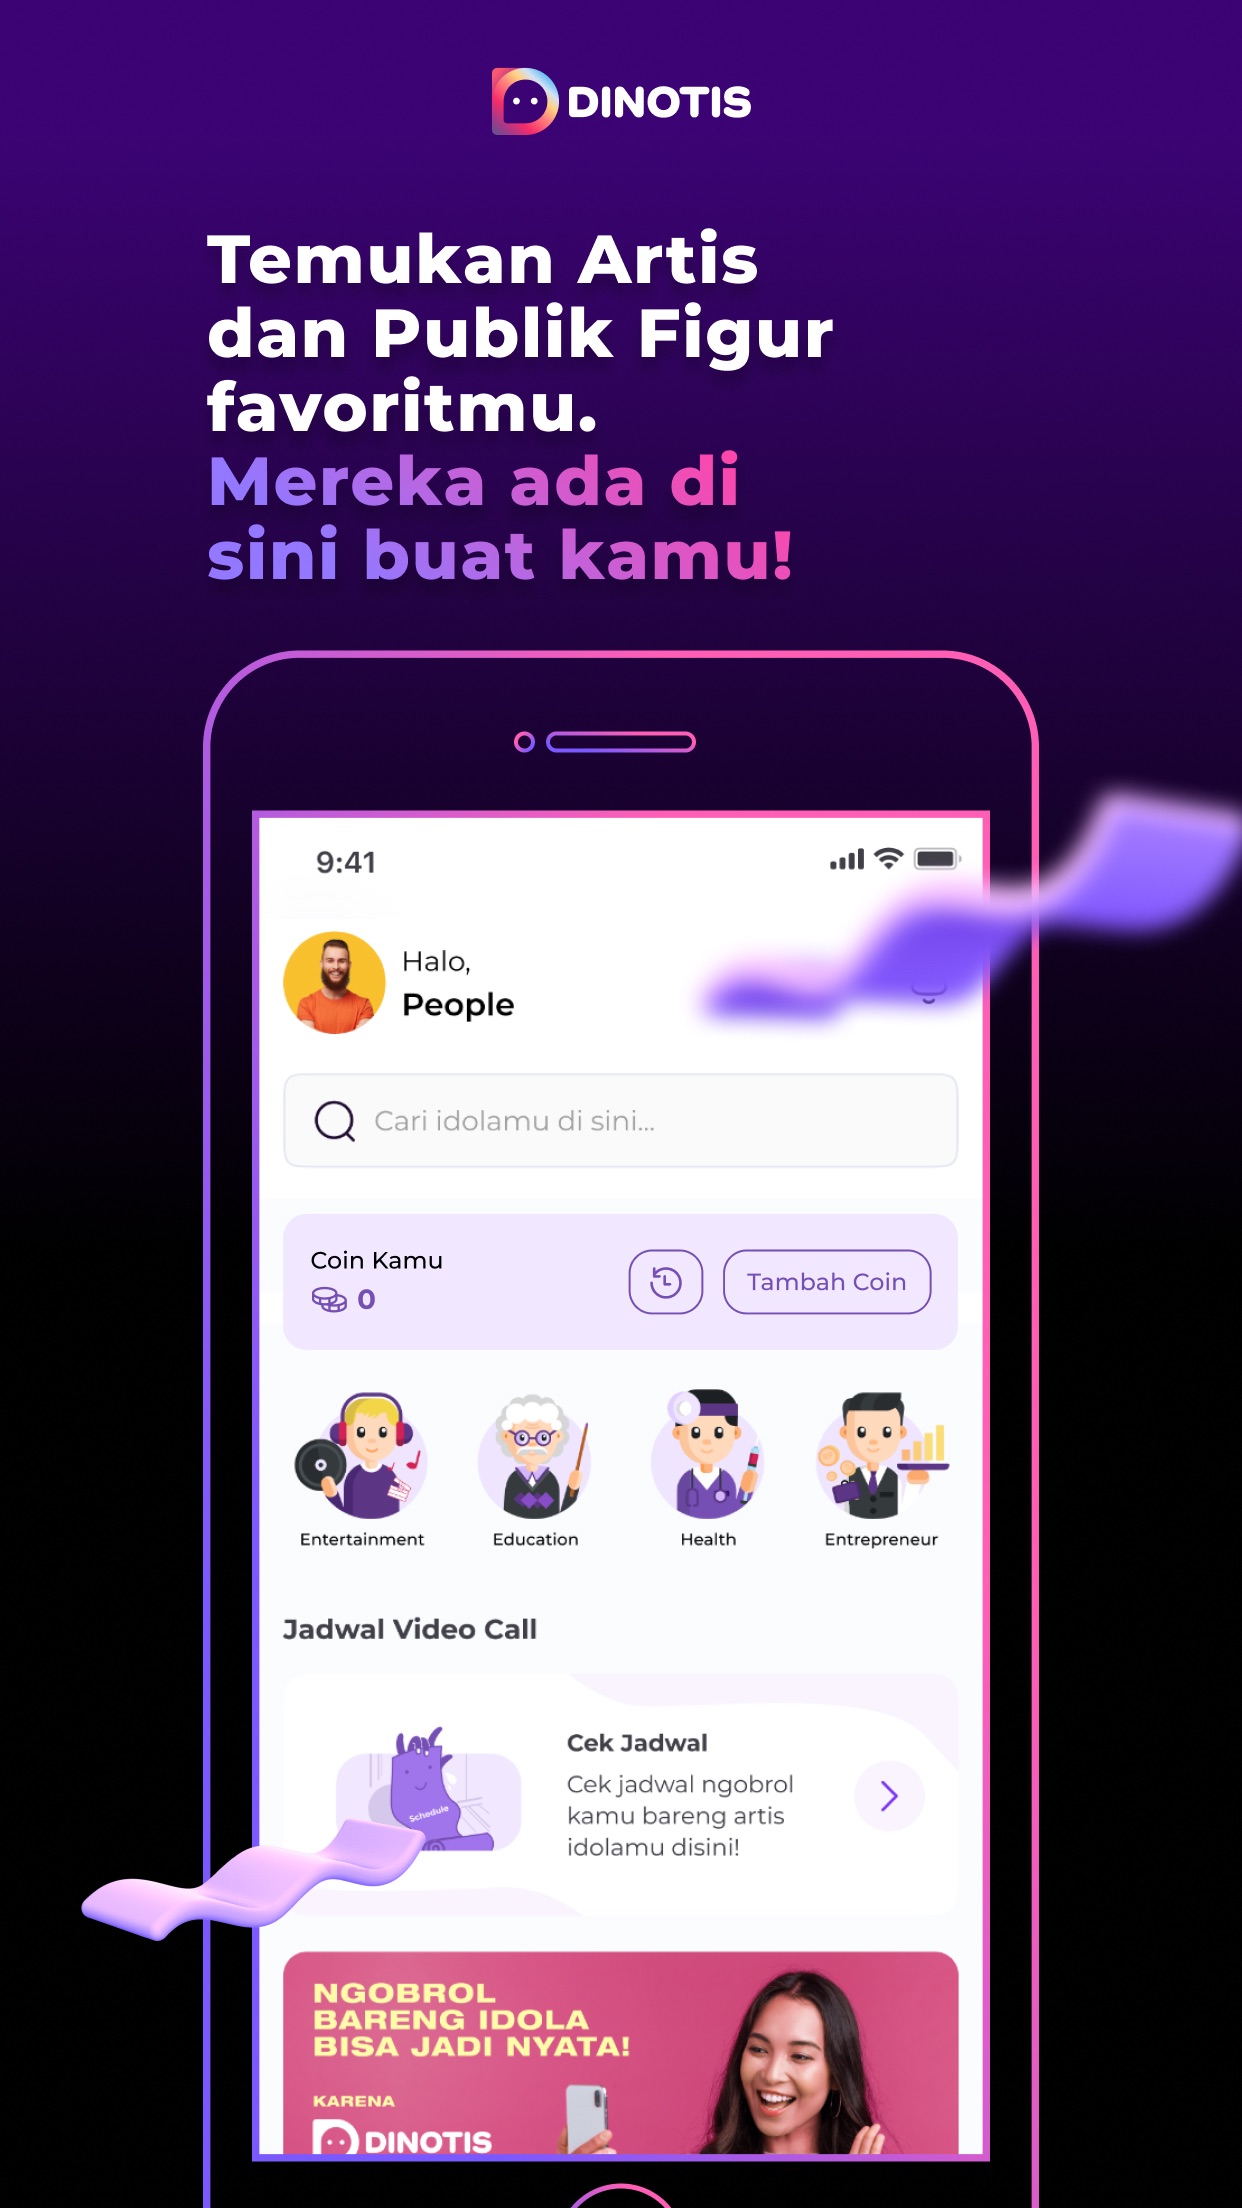 DINOTIS
Temukan Artis
dan Publik Figur
favoritmu.
Mereka ada di
sini buat kamu!
9:41
Halo,
People
Cari idolamu di sini...
Coin Kamu
0
Tambah Coin
Entertainment
Education
Health
Entrepreneur
Jadwal Video Call
Schedule
Cek Jadwal
Cek jadwal ngobrol
kamu bareng artis
idolamu disini!
NGOBROL
BARENG IDOLA
BISA JADI NYATA!
KARENA
DINOTIS